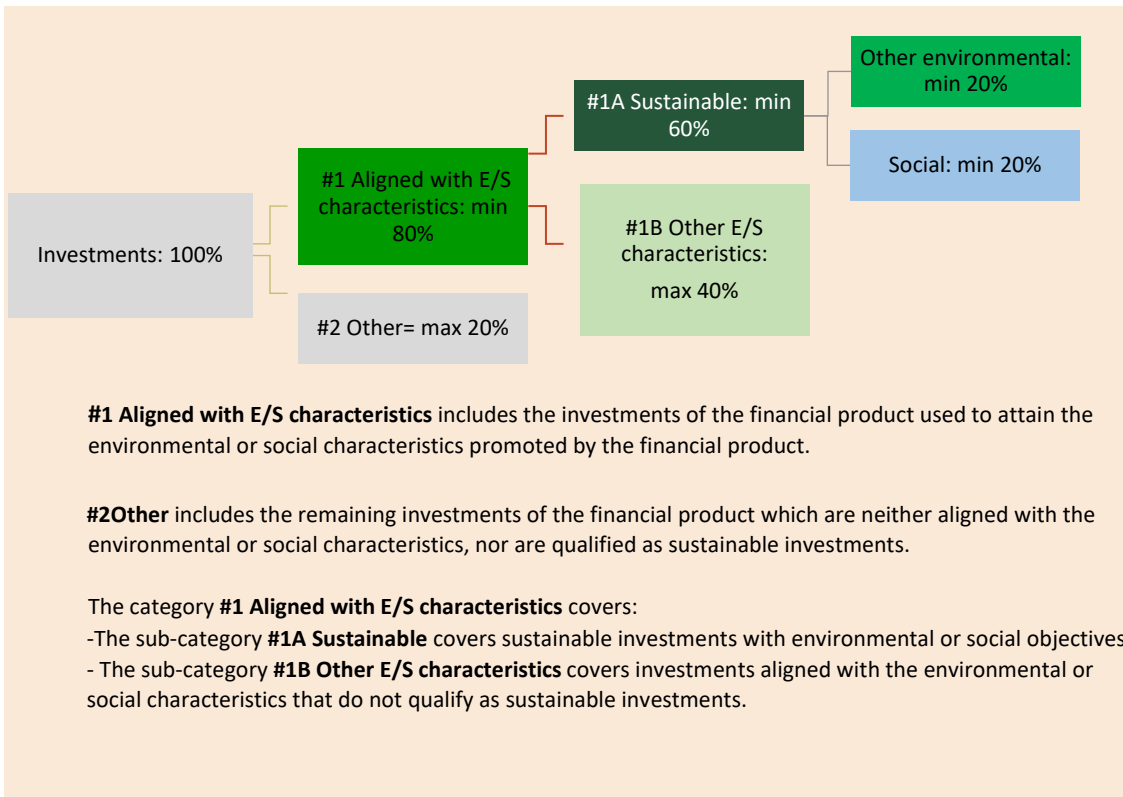 Investments: 100%
#1 Aligned with E/S
characteristics: min
80%
#2 Other= max 20%
#1A Sustainable: min
60%
#1B Other E/S
characteristics:
max 40%
Other environmental:
min 20%
Social: min 20%
#1 Aligned with E/S characteristics includes the investments of the financial product used to attain the
environmental or social characteristics promoted by the financial product.
#2Other includes the remaining investments of the financial product which are neither aligned with the
environmental or social characteristics, nor are qualified as sustainable investments.
The category #1 Aligned with E/S characteristics covers:
-The sub-category #1A Sustainable covers sustainable investments with environmental or social objectives
- The sub-category #1B Other E/S characteristics covers investments aligned with the environmental or
social characteristics that do not qualify as sustainable investments.